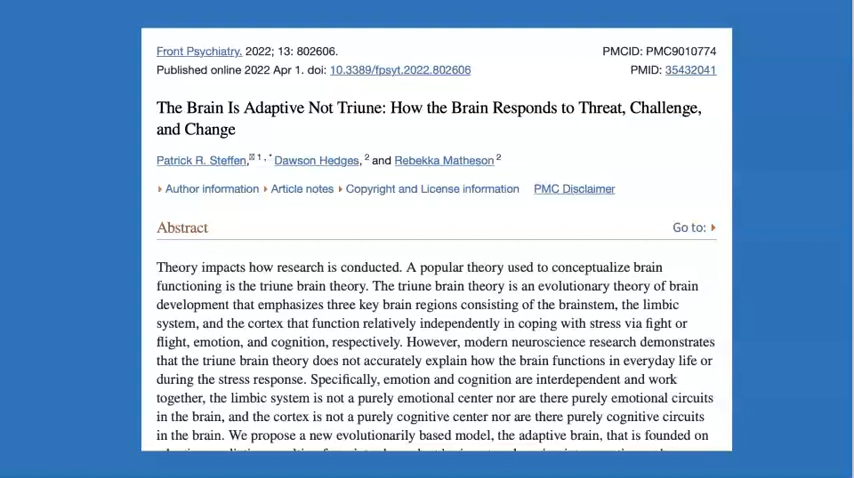 Front Psychiatry. 2022; 13: 802606.
PMCID: PMC9010774
Published online 2022 Apr 1. doi: 10.3389/fpsyt.2022.802606
PMID: 35432041
The Brain Is Adaptive Not Triune: How the Brain Responds to Threat, Challenge,
and Change
Patrick R. Steffen, 1 , * Dawson Hedges, 2 and Rebekka Matheson 2
Author information Article notes Copyright and License information PMC Disclaimer
Abstract
Go to:
Theory impacts how research is conducted. A popular theory used to conceptualize brain
functioning is the triune brain theory. The triune brain theory is an evolutionary theory of brain
development that emphasizes three key brain regions consisting of the brainstem, the limbic
system, and the cortex that function relatively independently in coping with stress via fight or
flight, emotion, and cognition, respectively. However, modern neuroscience research demonstrates
that the triune brain theory does not accurately explain how the brain functions in everyday life or
during the stress response. Specifically, emotion and cognition are interdependent and work
together, the limbic system is not a purely emotional center nor are there purely emotional circuits
in the brain, and the cortex is not a purely cognitive center nor are there purely cognitive circuits
in the brain. We propose a new evolutionarily based model, the adaptive brain, that is founded on